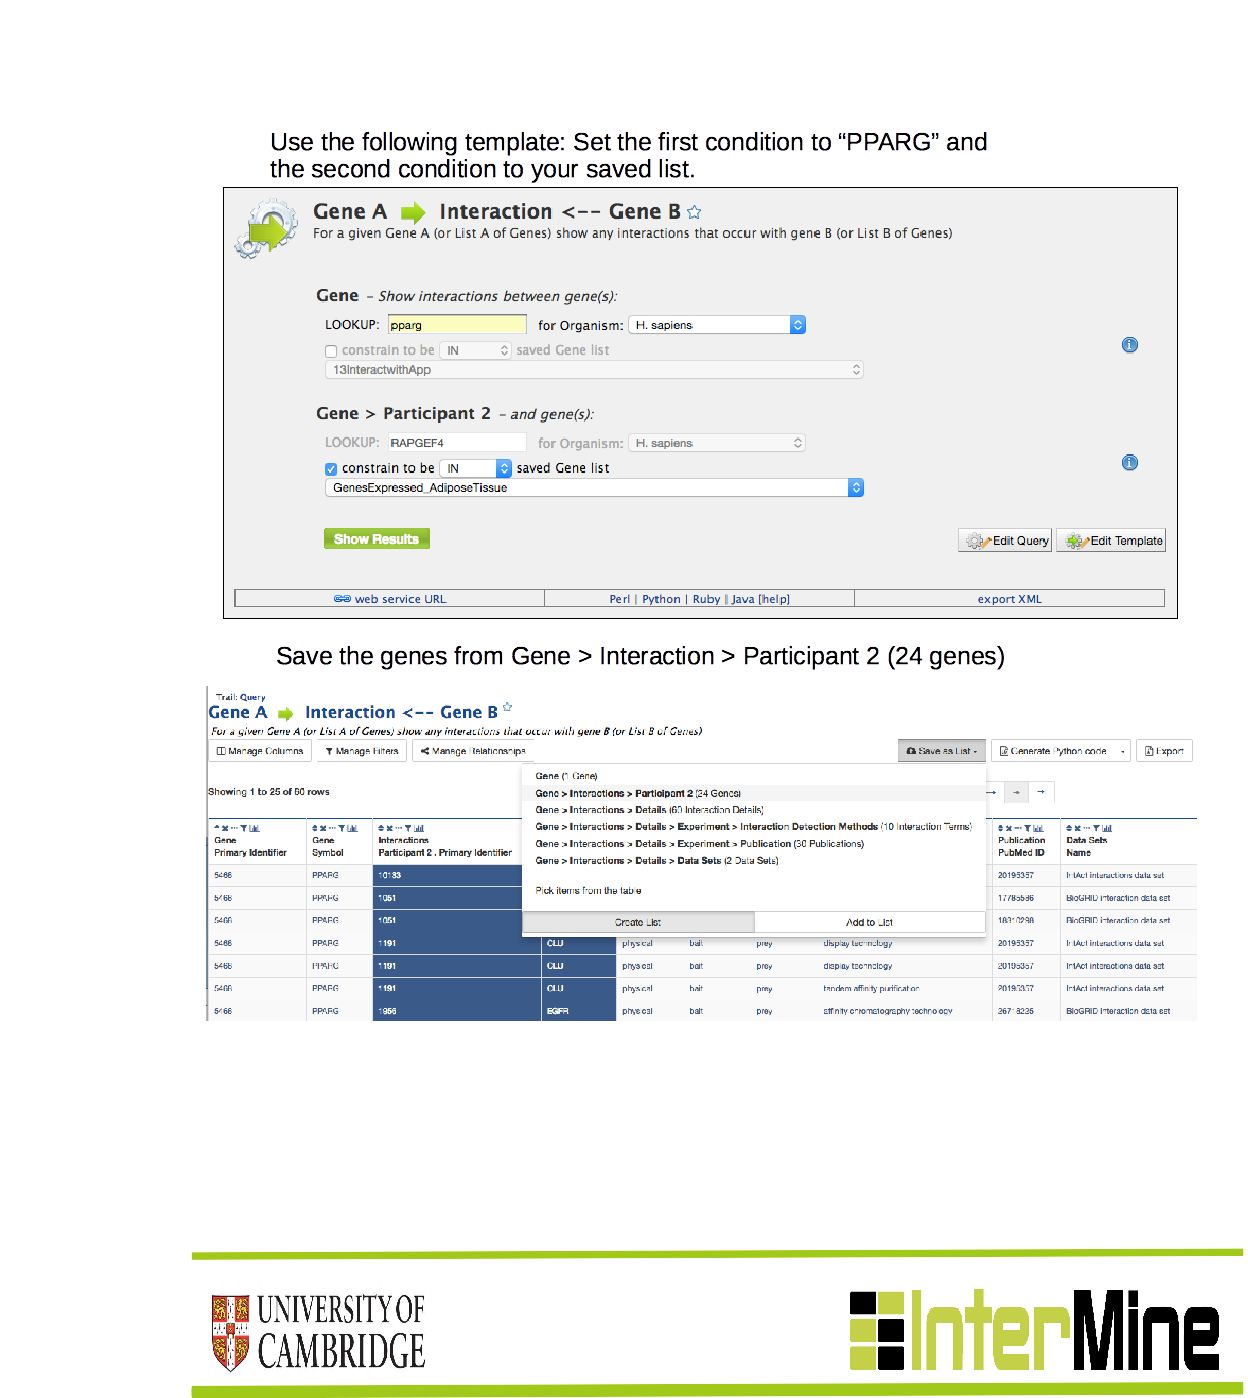 Use the following template: Set the first condition to “PPARG” and
the second condition to your saved list.
Gene A Interaction <-- Gene B
For a given Gene A (or List A of Genes) show any interactions that occur with gene B (or List B of Genes)
Gene – Show interactions between gene(s):
LOOKUP: pparg for Organism: H. sapiens
constrain to be IN saved Gene list
13InteractwithApp
Gene > Participant 2 – and gene(s):
LOOKUP: RAPGEF4 for Organism: H. sapiens
constrain to be IN saved Gene list
GenesExpressed_AdiposeTissue
Show Results Edit Query Edit Template
web service URL Perl | Python | Ruby | Java [help] export XML
Save the genes from Gene > Interaction > Participant 2 (24 genes)
Trail: Query
Gene A Interaction <-- Gene B
For a given Gene A (or List A of Genes) show any interactions that occur with gene B (or List B of Genes)
Manage Columns Manage Filters Manage Relationships Save as List Generate Python code Export
Gene (1 Gene)
Showing 1 to 25 of 60 rows Gene > Interactions > Participant 2 (24 Genes)
Gene > Interactions > Details (60 Interaction Details)
Gene > Interactions > Details > Experiment > Interaction Detection Methods (10 Interaction Terms)
Gene > Interactions > Details > Experiment > Publication (30 Publications)
Gene > Interactions > Details > Data Sets (2 Data Sets)
Pick items from the table
Create List Add to List
Gene Gene Interactions Publication Data Sets
Primary Identifier Symbol Participant 2 . Primary Identifier PubMed ID Name
5468 PPARG 10133 20195357 IntAct interactions data set
5468 PPARG 1051 17785586 BioGRID interaction data set
5468 PPARG 1051 18810298 BioGRID interaction data set
5468 PPARG 1191 CLU physical bait prey display technology 20195357 IntAct interactions data set
5468 PPARG 1191 CLU physical bait prey display technology 20195357 IntAct interactions data set
5468 PPARG 1191 CLU physical bait prey tandem affinity purification 20195357 IntAct interactions data set
5468 PPARG 1956 EGFR physical bait prey affinity chromatography technology 26718225 BioGRID interaction data set
UNIVERSITY OF
CAMBRIDGE
InterMine